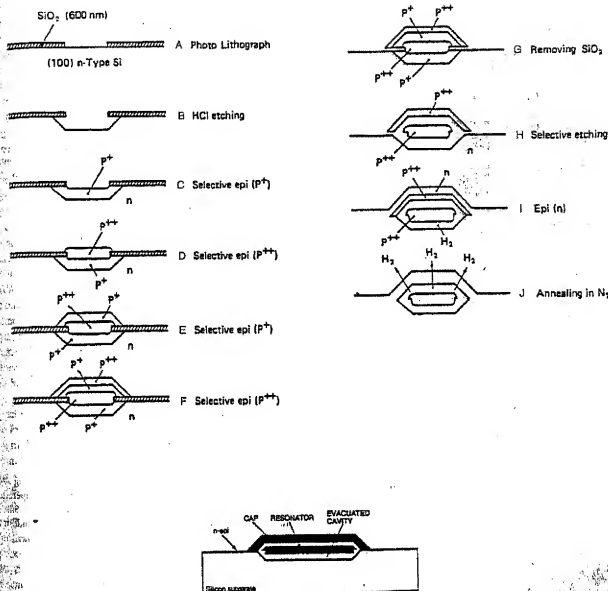 SiO₂ (600 nm)
A Photo Lithograph
(100) n-Type Si
B HCl etching
p⁺
C Selective epi (P⁺)
n
p⁺⁺
D Selective epi (P⁺⁺)
p⁺
n
p⁺⁺
p⁺
E Selective epi (P⁺)
p⁺
n
p⁺
p⁺⁺
F Selective epi (P⁺⁺)
p⁺⁺
p⁺
n
p⁺
p⁺⁺
G Removing SiO₂
p⁺⁺
p⁺
p⁺⁺
H Selective etching
p⁺⁺
n
p⁺⁺
n
I Epi (n)
p⁺⁺
H₂
H₂
H₂
H₂
J Annealing in N₂
CAP
RESONATOR
EVACUATED
CAVITY
n-epi
Silicon substrate